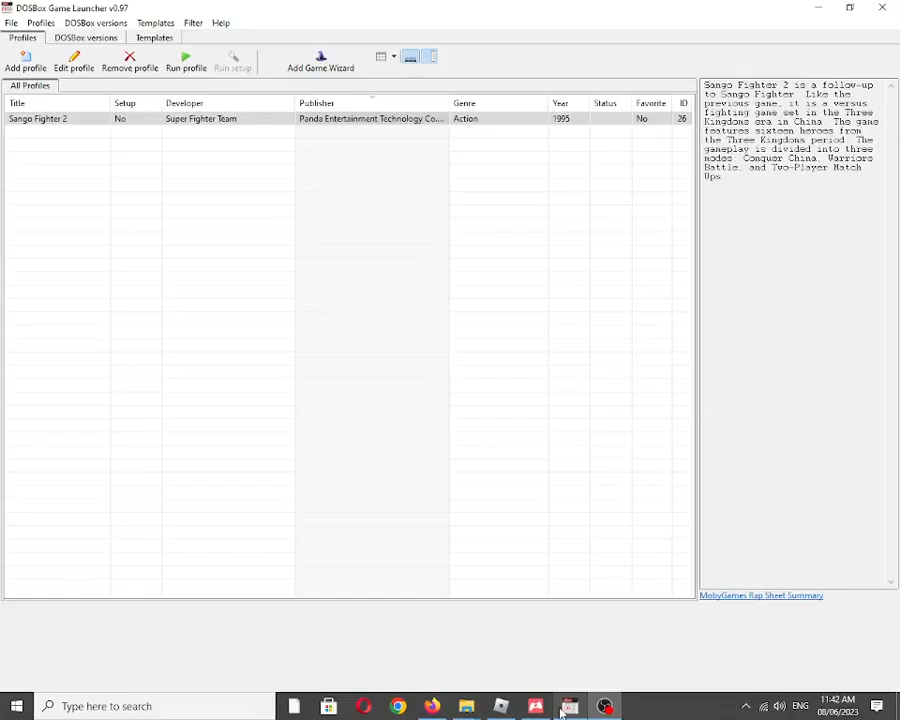 DOSBox Game Launcher v0.97
File Profiles DOSBox versions Templates Filter Help
Profiles DOSBox versions Templates
Add profile Edit profile Remove profile Run profile Run setup Add Game Wizard
All Profiles
Title Setup Developer Publisher Genre Year Status Favorite ID
Sango Fighter 2 No Super Fighter Team Panda Entertainment Technology Co.... Action 1995 No 26
Sango Fighter 2 is a follow-up
to Sango Fighter. Like the
previous game, it is a versus
fighting game set in the Three
Kingdoms era in China. The game
features sixteen heroes from
the Three Kingdoms period. The
gameplay is divided into three
modes: Conquer China, Warriors
Battle, and Two-Player Match
Ups.
MobyGames Rap Sheet Summary
Type here to search
ENG
11:42 AM
08/06/2023